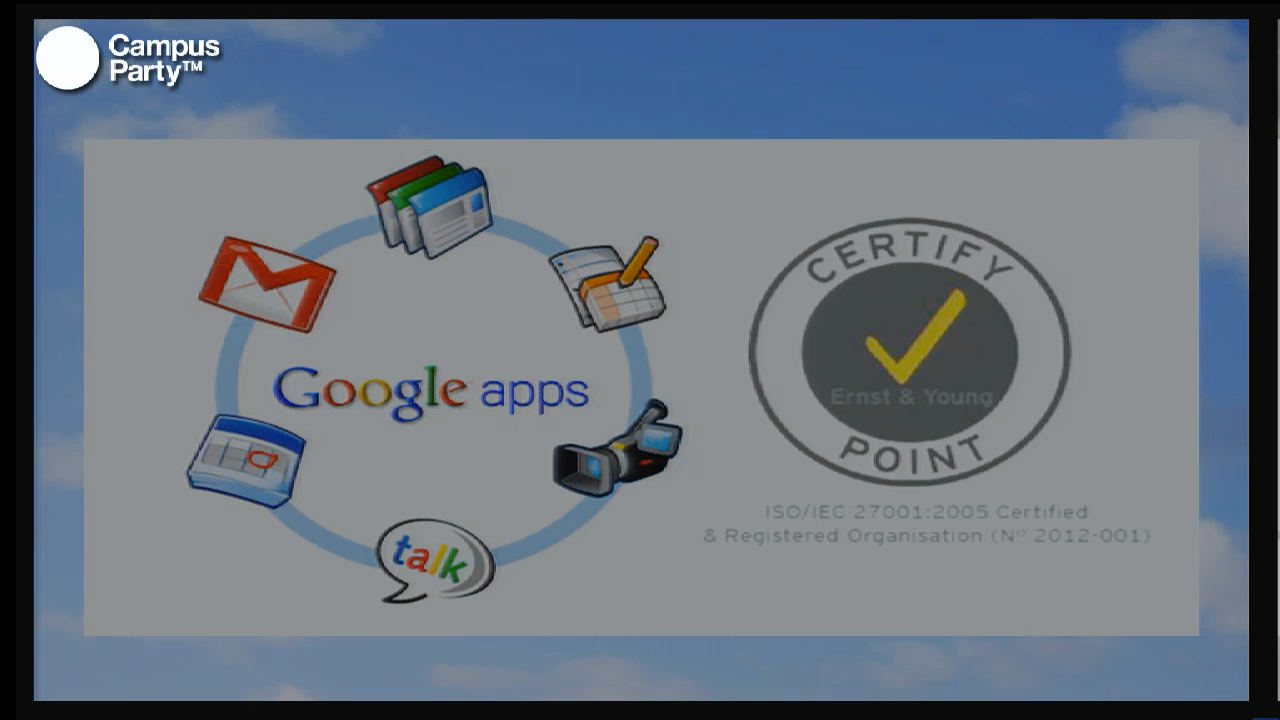 Campus
Party™
Google apps
talk
CERTIFY
Ernst & Young
POINT
ISO/IEC 27001:2005 Certified
& Registered Organisation (Nº 2012-001)